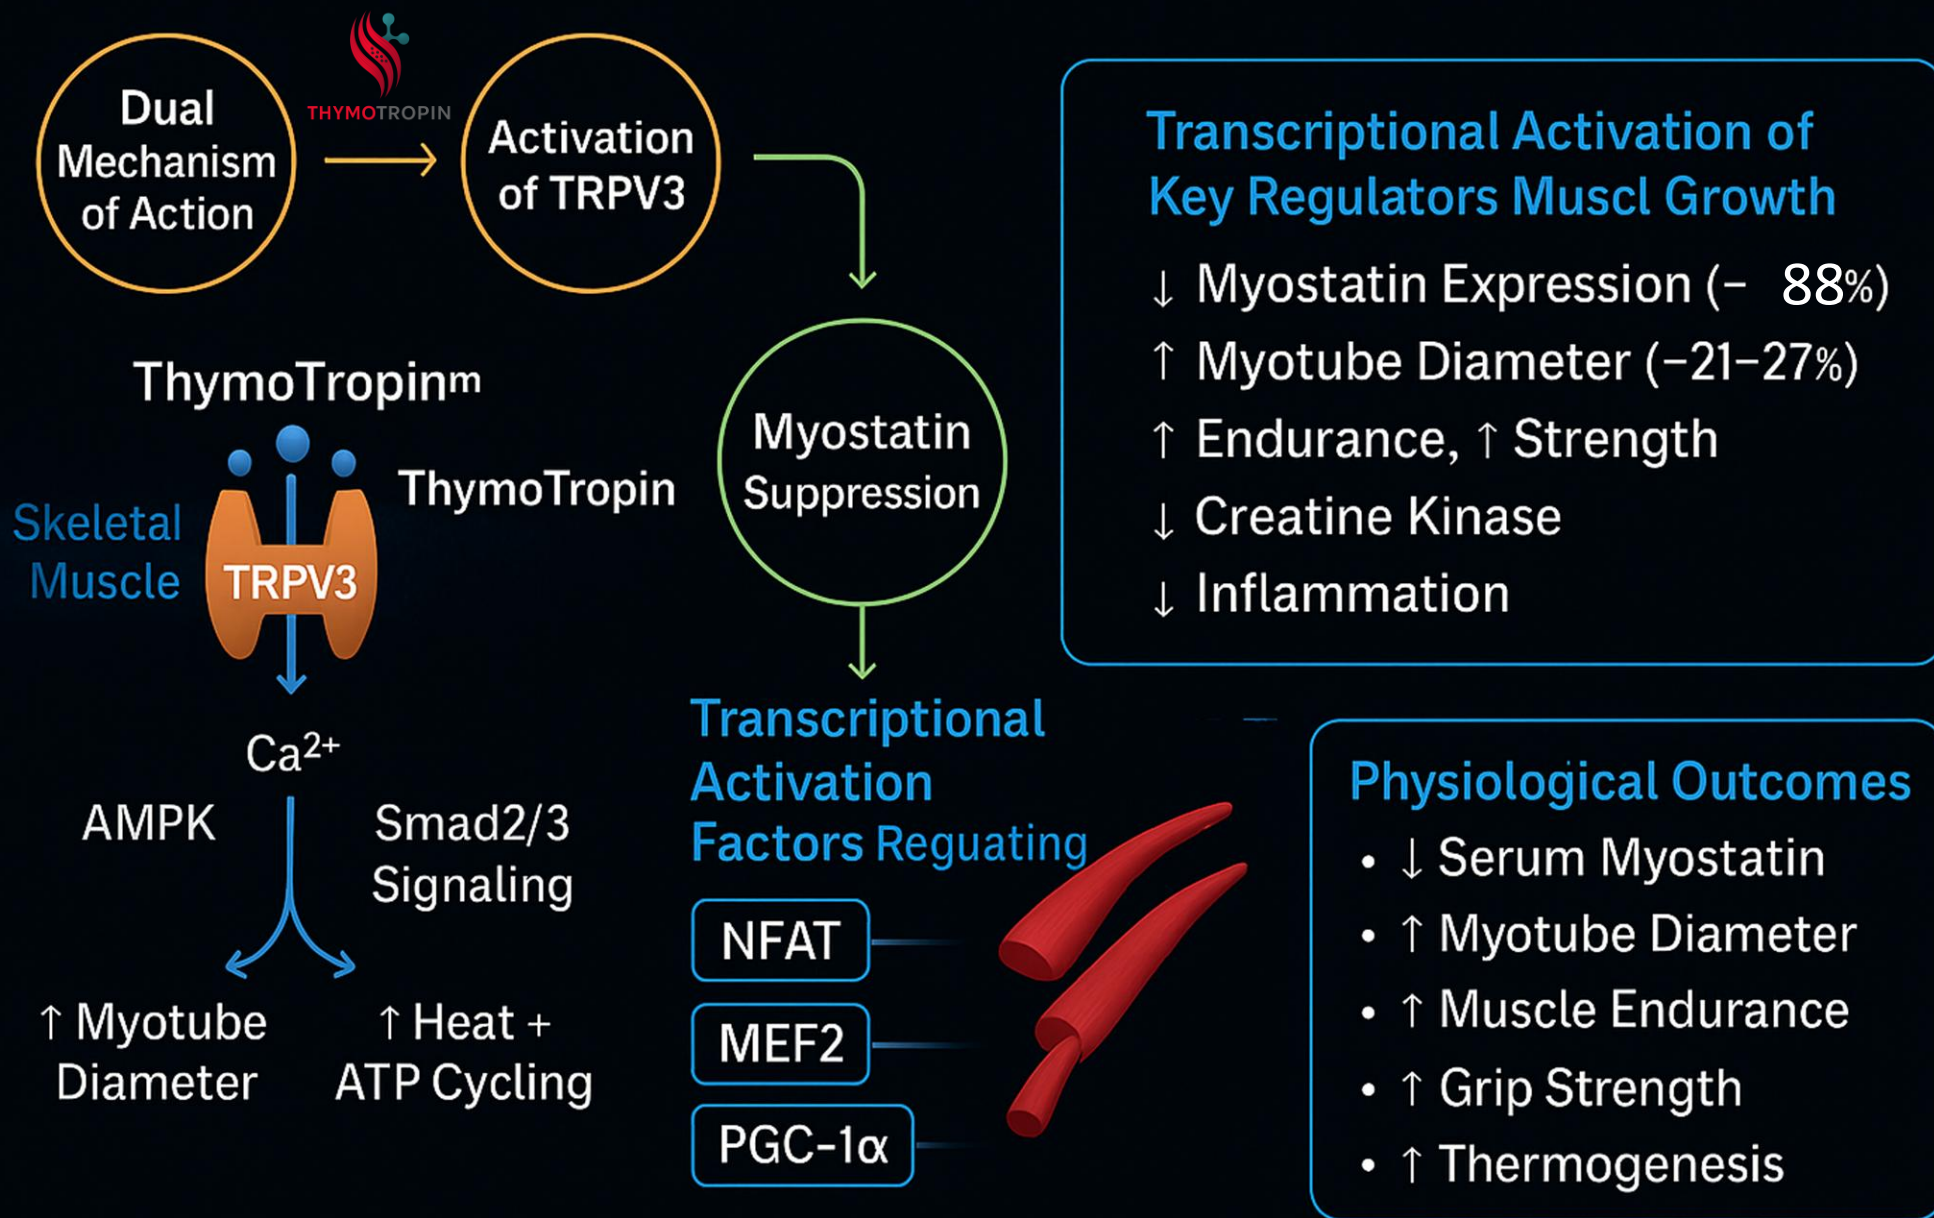 Dual
Mechanism
of Action
THYMOTROPIN
Activation
of TRPV3
ThymoTropinᵐ
ThymoTropin
Skeletal
Muscle
TRPV3
Ca²⁺
AMPK
Smad2/3
Signaling
↑ Myotube
Diameter
↑ Heat +
ATP Cycling
Myostatin
Suppression
Transcriptional
Activation
Factors Reguating
NFAT
MEF2
PGC-1α
Transcriptional Activation of
Key Regulators Muscl Growth
↓ Myostatin Expression (− 88%)
↑ Myotube Diameter (−21−27%)
↑ Endurance, ↑ Strength
↓ Creatine Kinase
↓ Inflammation
Physiological Outcomes
• ↓ Serum Myostatin
• ↑ Myotube Diameter
• ↑ Muscle Endurance
• ↑ Grip Strength
• ↑ Thermogenesis